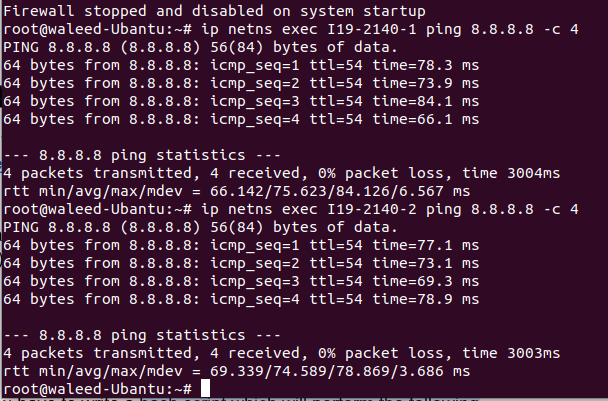 Firewall stopped and disabled on system startup
root@waleed-Ubantu:~# ip netns exec I19-2140-1 ping 8.8.8.8 -c 4
PING 8.8.8.8 (8.8.8.8) 56(84) bytes of data.
64 bytes from 8.8.8.8: icmp_seq=1 ttl=54 time=78.3 ms
64 bytes from 8.8.8.8: icmp_seq=2 ttl=54 time=73.9 ms
64 bytes from 8.8.8.8: icmp_seq=3 ttl=54 time=84.1 ms
64 bytes from 8.8.8.8: icmp_seq=4 ttl=54 time=66.1 ms

--- 8.8.8.8 ping statistics ---
4 packets transmitted, 4 received, 0% packet loss, time 3004ms
rtt min/avg/max/mdev = 66.142/75.623/84.126/6.567 ms
root@waleed-Ubantu:~# ip netns exec I19-2140-2 ping 8.8.8.8 -c 4
PING 8.8.8.8 (8.8.8.8) 56(84) bytes of data.
64 bytes from 8.8.8.8: icmp_seq=1 ttl=54 time=77.1 ms
64 bytes from 8.8.8.8: icmp_seq=2 ttl=54 time=73.1 ms
64 bytes from 8.8.8.8: icmp_seq=3 ttl=54 time=69.3 ms
64 bytes from 8.8.8.8: icmp_seq=4 ttl=54 time=78.9 ms

--- 8.8.8.8 ping statistics ---
4 packets transmitted, 4 received, 0% packet loss, time 3003ms
rtt min/avg/max/mdev = 69.339/74.589/78.869/3.686 ms
root@waleed-Ubantu:~#
have to write a bash script which will perform the following